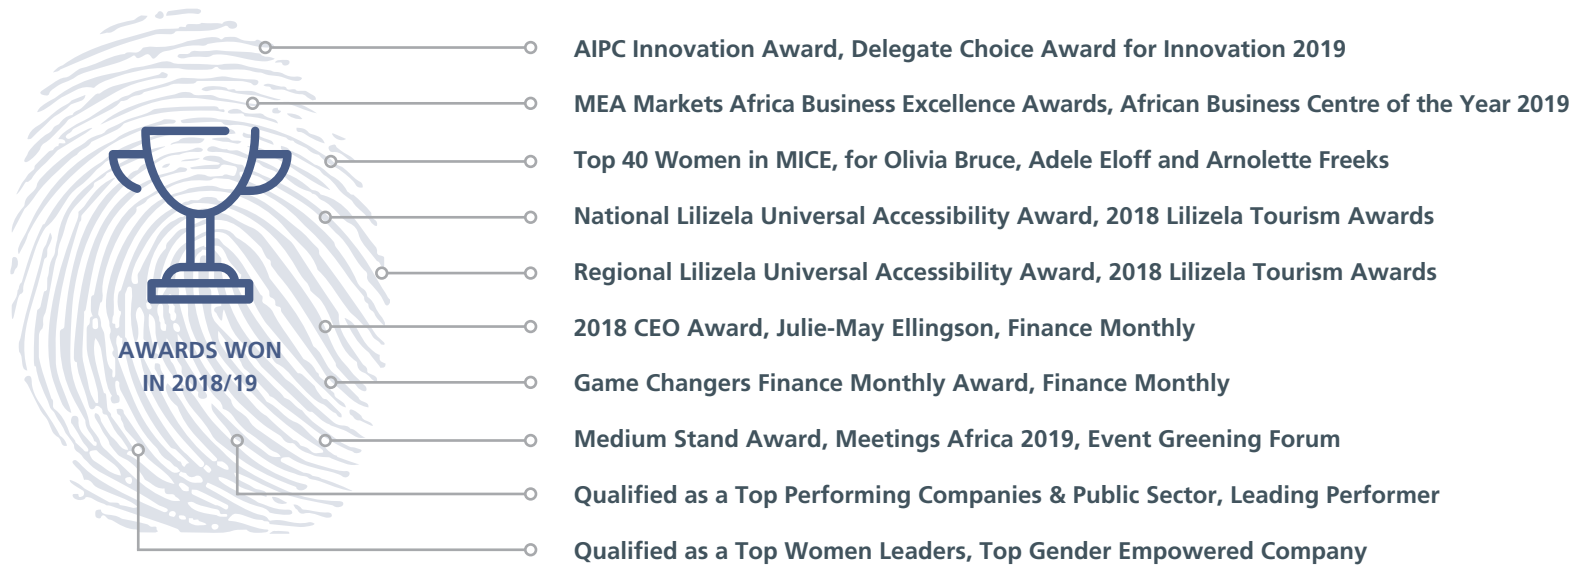 AWARDS WON
IN 2018/19
AIPC Innovation Award, Delegate Choice Award for Innovation 2019
MEA Markets Africa Business Excellence Awards, African Business Centre of the Year 2019
Top 40 Women in MICE, for Olivia Bruce, Adele Eloff and Arnolette Freeks
National Lilizela Universal Accessibility Award, 2018 Lilizela Tourism Awards
Regional Lilizela Universal Accessibility Award, 2018 Lilizela Tourism Awards
2018 CEO Award, Julie-May Ellingson, Finance Monthly
Game Changers Finance Monthly Award, Finance Monthly
Medium Stand Award, Meetings Africa 2019, Event Greening Forum
Qualified as a Top Performing Companies & Public Sector, Leading Performer
Qualified as a Top Women Leaders, Top Gender Empowered Company